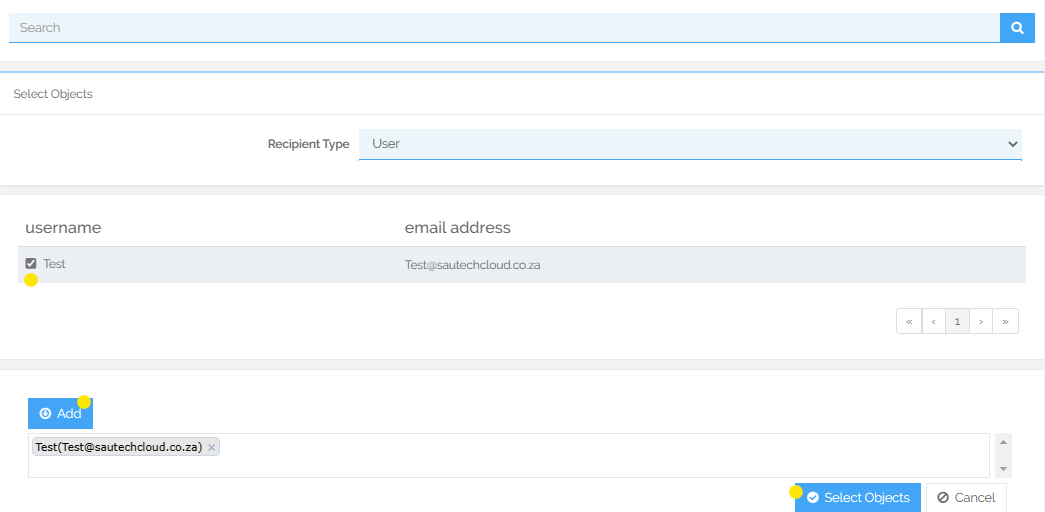 Search
Select Objects
Recipient Type User
username email address
Test Test@sautechcloud.co.za
« ‹ 1 › »
Add
Test(Test@sautechcloud.co.za) ×
Select Objects Cancel